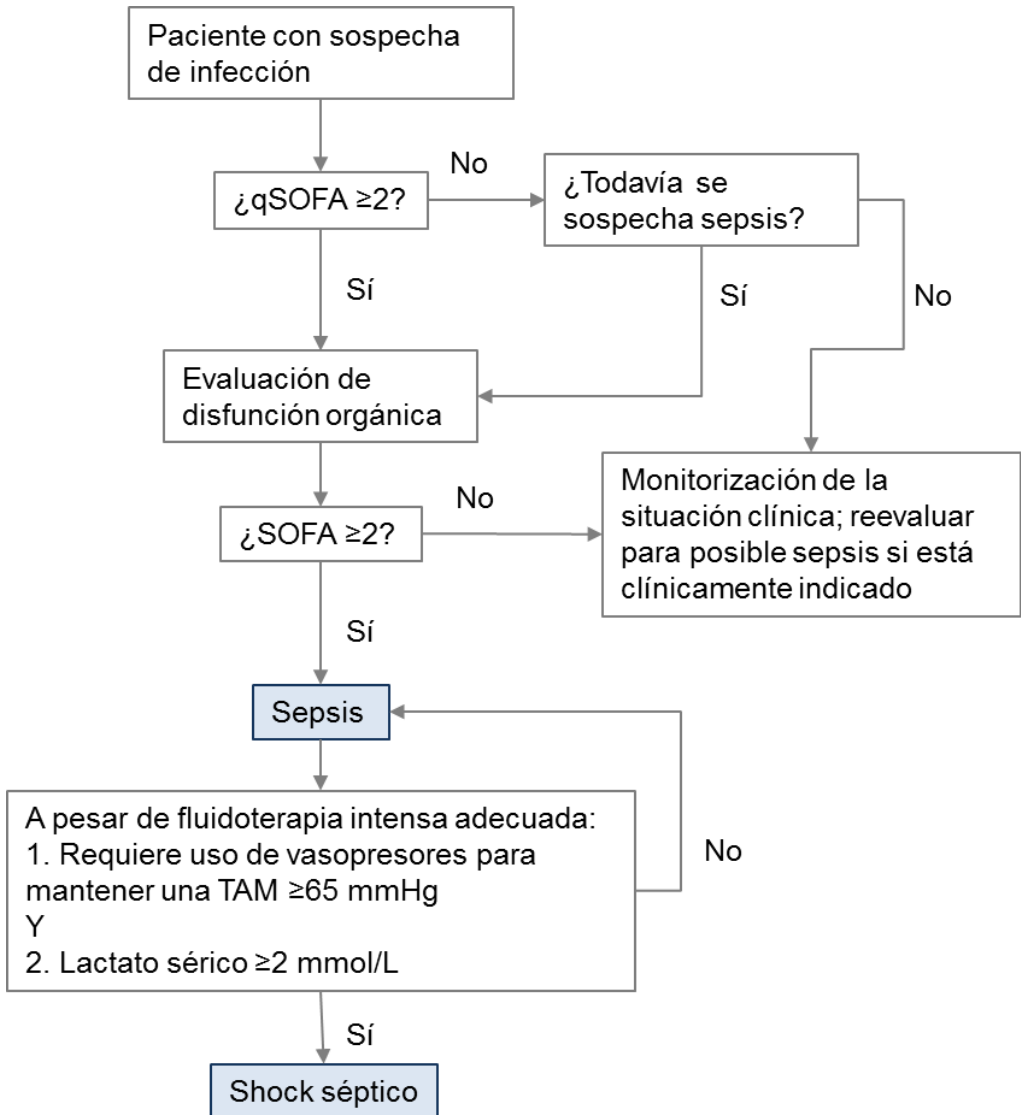 Paciente con sospecha
de infección
¿qSOFA ≥2?
No
¿Todavía se
sospecha sepsis?
Sí
Sí
No
Evaluación de
disfunción orgánica
¿SOFA ≥2?
No
Monitorización de la
situación clínica; reevaluar
para posible sepsis si está
clínicamente indicado
Sí
Sepsis
A pesar de fluidoterapia intensa adecuada:
1. Requiere uso de vasopresores para
mantener una TAM ≥65 mmHg
Y
2. Lactato sérico ≥2 mmol/L
No
Sí
Shock séptico